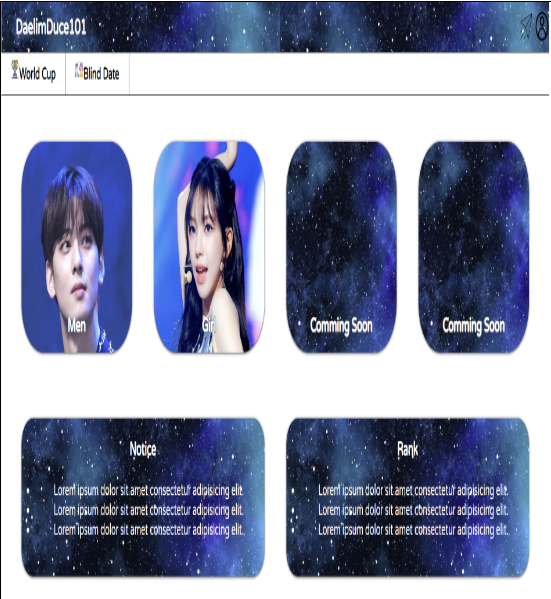 DaelimDuce101
World Cup
Blind Date
Men
Girl
Comming Soon
Comming Soon
Notice
Lorem ipsum dolor sit amet consectetur adipisicing elit.
Lorem ipsum dolor sit amet consectetur adipisicing elit.
Lorem ipsum dolor sit amet consectetur adipisicing elit.
Rank
Lorem ipsum dolor sit amet consectetur adipisicing elit.
Lorem ipsum dolor sit amet consectetur adipisicing elit.
Lorem ipsum dolor sit amet consectetur adipisicing elit.